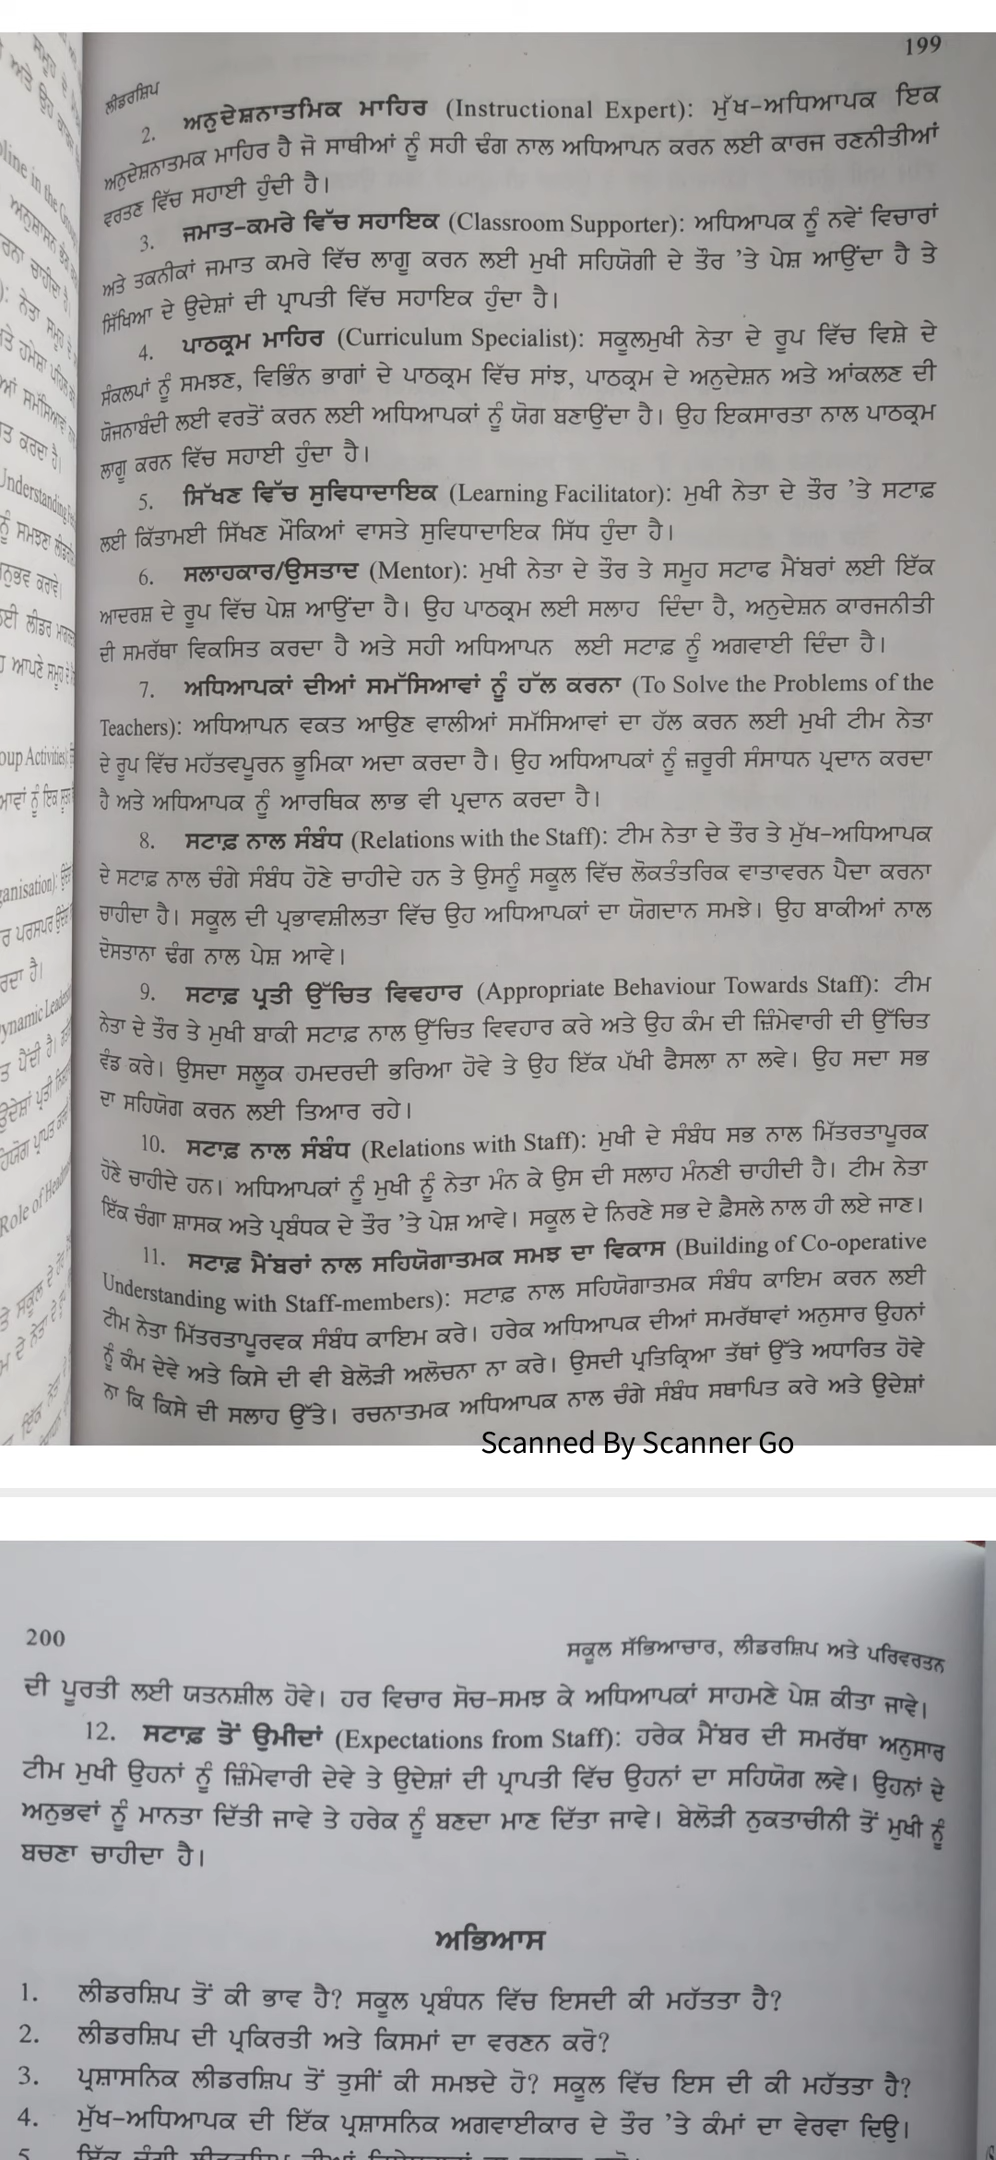 199
ਲੀਡਰਸ਼ਿਪ
2. ਅਨੁਦੇਸ਼ਨਾਤਮਿਕ ਮਾਹਿਰ (Instructional Expert): ਮੁੱਖ-ਅਧਿਆਪਕ ਇਕ
ਅਨੁਦੇਸ਼ਨਾਤਮਕ ਮਾਹਿਰ ਹੈ ਜੋ ਸਾਥੀਆਂ ਨੂੰ ਸਹੀ ਢੰਗ ਨਾਲ ਅਧਿਆਪਨ ਕਰਨ ਲਈ ਕਾਰਜ ਰਣਨੀਤੀਆਂ
ਵਰਤਣ ਵਿੱਚ ਸਹਾਈ ਹੁੰਦੀ ਹੈ।
3. ਜਮਾਤ-ਕਮਰੇ ਵਿੱਚ ਸਹਾਇਕ (Classroom Supporter): ਅਧਿਆਪਕ ਨੂੰ ਨਵੇਂ ਵਿਚਾਰਾਂ
ਅਤੇ ਤਕਨੀਕਾਂ ਜਮਾਤ ਕਮਰੇ ਵਿੱਚ ਲਾਗੂ ਕਰਨ ਲਈ ਮੁਖੀ ਸਹਿਯੋਗੀ ਦੇ ਤੌਰ 'ਤੇ ਪੇਸ਼ ਆਉਂਦਾ ਹੈ ਤੇ
ਸਿੱਖਿਆ ਦੇ ਉਦੇਸ਼ਾਂ ਦੀ ਪ੍ਰਾਪਤੀ ਵਿੱਚ ਸਹਾਇਕ ਹੁੰਦਾ ਹੈ।
4. ਪਾਠਕ੍ਰਮ ਮਾਹਿਰ (Curriculum Specialist): ਸਕੂਲਮੁਖੀ ਨੇਤਾ ਦੇ ਰੂਪ ਵਿੱਚ ਵਿਸ਼ੇ ਦੇ
ਸੰਕਲਪਾਂ ਨੂੰ ਸਮਝਣ, ਵਿਭਿੰਨ ਭਾਗਾਂ ਦੇ ਪਾਠਕ੍ਰਮ ਵਿੱਚ ਸਾਂਝ, ਪਾਠਕ੍ਰਮ ਦੇ ਅਨੁਦੇਸ਼ਨ ਅਤੇ ਆਂਕਲਣ ਦੀ
ਯੋਜਨਾਬੰਦੀ ਲਈ ਵਰਤੋਂ ਕਰਨ ਲਈ ਅਧਿਆਪਕਾਂ ਨੂੰ ਯੋਗ ਬਣਾਉਂਦਾ ਹੈ। ਉਹ ਇਕਸਾਰਤਾ ਨਾਲ ਪਾਠਕ੍ਰਮ
ਲਾਗੂ ਕਰਨ ਵਿੱਚ ਸਹਾਈ ਹੁੰਦਾ ਹੈ।
5. ਸਿੱਖਣ ਵਿੱਚ ਸੁਵਿਧਾਦਾਇਕ (Learning Facilitator): ਮੁਖੀ ਨੇਤਾ ਦੇ ਤੌਰ 'ਤੇ ਸਟਾਫ਼
ਲਈ ਕਿੱਤਾਮਈ ਸਿੱਖਣ ਮੌਕਿਆਂ ਵਾਸਤੇ ਸੁਵਿਧਾਦਾਇਕ ਸਿੱਧ ਹੁੰਦਾ ਹੈ।
6. ਸਲਾਹਕਾਰ/ਉਸਤਾਦ (Mentor): ਮੁਖੀ ਨੇਤਾ ਦੇ ਤੌਰ ਤੇ ਸਮੂਹ ਸਟਾਫ ਮੈਂਬਰਾਂ ਲਈ ਇੱਕ
ਆਦਰਸ਼ ਦੇ ਰੂਪ ਵਿੱਚ ਪੇਸ਼ ਆਉਂਦਾ ਹੈ। ਉਹ ਪਾਠਕ੍ਰਮ ਲਈ ਸਲਾਹ ਦਿੰਦਾ ਹੈ, ਅਨੁਦੇਸ਼ਨ ਕਾਰਜਨੀਤੀ
ਦੀ ਸਮਰੱਥਾ ਵਿਕਸਿਤ ਕਰਦਾ ਹੈ ਅਤੇ ਸਹੀ ਅਧਿਆਪਨ ਲਈ ਸਟਾਫ਼ ਨੂੰ ਅਗਵਾਈ ਦਿੰਦਾ ਹੈ।
7. ਅਧਿਆਪਕਾਂ ਦੀਆਂ ਸਮੱਸਿਆਵਾਂ ਨੂੰ ਹੱਲ ਕਰਨਾ (To Solve the Problems of the
Teachers): ਅਧਿਆਪਨ ਵਕਤ ਆਉਣ ਵਾਲੀਆਂ ਸਮੱਸਿਆਵਾਂ ਦਾ ਹੱਲ ਕਰਨ ਲਈ ਮੁਖੀ ਟੀਮ ਨੇਤਾ
ਦੇ ਰੂਪ ਵਿੱਚ ਮਹੱਤਵਪੂਰਨ ਭੂਮਿਕਾ ਅਦਾ ਕਰਦਾ ਹੈ। ਉਹ ਅਧਿਆਪਕਾਂ ਨੂੰ ਜ਼ਰੂਰੀ ਸੰਸਾਧਨ ਪ੍ਰਦਾਨ ਕਰਦਾ
ਹੈ ਅਤੇ ਅਧਿਆਪਕ ਨੂੰ ਆਰਥਿਕ ਲਾਭ ਵੀ ਪ੍ਰਦਾਨ ਕਰਦਾ ਹੈ।
8. ਸਟਾਫ਼ ਨਾਲ ਸੰਬੰਧ (Relations with the Staff): ਟੀਮ ਨੇਤਾ ਦੇ ਤੌਰ ਤੇ ਮੁੱਖ-ਅਧਿਆਪਕ
ਦੇ ਸਟਾਫ਼ ਨਾਲ ਚੰਗੇ ਸੰਬੰਧ ਹੋਣੇ ਚਾਹੀਦੇ ਹਨ ਤੇ ਉਸਨੂੰ ਸਕੂਲ ਵਿੱਚ ਲੋਕਤੰਤਰਿਕ ਵਾਤਾਵਰਨ ਪੈਦਾ ਕਰਨਾ
ਚਾਹੀਦਾ ਹੈ। ਸਕੂਲ ਦੀ ਪ੍ਰਭਾਵਸ਼ੀਲਤਾ ਵਿੱਚ ਉਹ ਅਧਿਆਪਕਾਂ ਦਾ ਯੋਗਦਾਨ ਸਮਝੇ। ਉਹ ਬਾਕੀਆਂ ਨਾਲ
ਦੋਸਤਾਨਾ ਢੰਗ ਨਾਲ ਪੇਸ਼ ਆਵੇ।
9. ਸਟਾਫ਼ ਪ੍ਰਤੀ ਉੱਚਿਤ ਵਿਵਹਾਰ (Appropriate Behaviour Towards Staff): ਟੀਮ
ਨੇਤਾ ਦੇ ਤੌਰ ਤੇ ਮੁਖੀ ਬਾਕੀ ਸਟਾਫ਼ ਨਾਲ ਉੱਚਿਤ ਵਿਵਹਾਰ ਕਰੇ ਅਤੇ ਉਹ ਕੰਮ ਦੀ ਜ਼ਿੰਮੇਵਾਰੀ ਦੀ ਉੱਚਿਤ
ਵੰਡ ਕਰੇ। ਉਸਦਾ ਸਲੂਕ ਹਮਦਰਦੀ ਭਰਿਆ ਹੋਵੇ ਤੇ ਉਹ ਇੱਕ ਪੱਖੀ ਫੈਸਲਾ ਨਾ ਲਵੇ। ਉਹ ਸਦਾ ਸਭ
ਦਾ ਸਹਿਯੋਗ ਕਰਨ ਲਈ ਤਿਆਰ ਰਹੇ।
10. ਸਟਾਫ਼ ਨਾਲ ਸੰਬੰਧ (Relations with Staff): ਮੁਖੀ ਦੇ ਸੰਬੰਧ ਸਭ ਨਾਲ ਮਿੱਤਰਤਾਪੂਰਕ
ਹੋਣੇ ਚਾਹੀਦੇ ਹਨ। ਅਧਿਆਪਕਾਂ ਨੂੰ ਮੁਖੀ ਨੂੰ ਨੇਤਾ ਮੰਨ ਕੇ ਉਸ ਦੀ ਸਲਾਹ ਮੰਨਣੀ ਚਾਹੀਦੀ ਹੈ। ਟੀਮ ਨੇਤਾ
ਇੱਕ ਚੰਗਾ ਸ਼ਾਸਕ ਅਤੇ ਪ੍ਰਬੰਧਕ ਦੇ ਤੌਰ 'ਤੇ ਪੇਸ਼ ਆਵੇ। ਸਕੂਲ ਦੇ ਨਿਰਣੇ ਸਭ ਦੇ ਫ਼ੈਸਲੇ ਨਾਲ ਹੀ ਲਏ ਜਾਣ।
11. ਸਟਾਫ਼ ਮੈਂਬਰਾਂ ਨਾਲ ਸਹਿਯੋਗਾਤਮਕ ਸਮਝ ਦਾ ਵਿਕਾਸ (Building of Co-operative
Understanding with Staff-members): ਸਟਾਫ਼ ਨਾਲ ਸਹਿਯੋਗਾਤਮਕ ਸੰਬੰਧ ਕਾਇਮ ਕਰਨ ਲਈ
ਟੀਮ ਨੇਤਾ ਮਿੱਤਰਤਾਪੂਰਵਕ ਸੰਬੰਧ ਕਾਇਮ ਕਰੇ। ਹਰੇਕ ਅਧਿਆਪਕ ਦੀਆਂ ਸਮਰੱਥਾਵਾਂ ਅਨੁਸਾਰ ਉਹਨਾਂ
ਨੂੰ ਕੰਮ ਦੇਵੇ ਅਤੇ ਕਿਸੇ ਦੀ ਵੀ ਬੇਲੋੜੀ ਅਲੋਚਨਾ ਨਾ ਕਰੇ। ਉਸਦੀ ਪ੍ਰਤਿਕ੍ਰਿਆ ਤੱਥਾਂ ਉੱਤੇ ਅਧਾਰਿਤ ਹੋਵੇ
ਨਾ ਕਿ ਕਿਸੇ ਦੀ ਸਲਾਹ ਉੱਤੇ। ਰਚਨਾਤਮਕ ਅਧਿਆਪਕ ਨਾਲ ਚੰਗੇ ਸੰਬੰਧ ਸਥਾਪਿਤ ਕਰੇ ਅਤੇ ਉਦੇਸ਼ਾਂ
Scanned By Scanner Go
200
ਸਕੂਲ ਸੱਭਿਆਚਾਰ, ਲੀਡਰਸ਼ਿਪ ਅਤੇ ਪਰਿਵਰਤਨ
ਦੀ ਪੂਰਤੀ ਲਈ ਯਤਨਸ਼ੀਲ ਹੋਵੇ। ਹਰ ਵਿਚਾਰ ਸੋਚ-ਸਮਝ ਕੇ ਅਧਿਆਪਕਾਂ ਸਾਹਮਣੇ ਪੇਸ਼ ਕੀਤਾ ਜਾਵੇ।
12. ਸਟਾਫ਼ ਤੋਂ ਉਮੀਦਾਂ (Expectations from Staff): ਹਰੇਕ ਮੈਂਬਰ ਦੀ ਸਮਰੱਥਾ ਅਨੁਸਾਰ
ਟੀਮ ਮੁਖੀ ਉਹਨਾਂ ਨੂੰ ਜ਼ਿੰਮੇਵਾਰੀ ਦੇਵੇ ਤੇ ਉਦੇਸ਼ਾਂ ਦੀ ਪ੍ਰਾਪਤੀ ਵਿੱਚ ਉਹਨਾਂ ਦਾ ਸਹਿਯੋਗ ਲਵੇ। ਉਹਨਾਂ ਦੇ
ਅਨੁਭਵਾਂ ਨੂੰ ਮਾਨਤਾ ਦਿੱਤੀ ਜਾਵੇ ਤੇ ਹਰੇਕ ਨੂੰ ਬਣਦਾ ਮਾਣ ਦਿੱਤਾ ਜਾਵੇ। ਬੇਲੋੜੀ ਨੁਕਤਾਚੀਨੀ ਤੋਂ ਮੁਖੀ ਨੂੰ
ਬਚਣਾ ਚਾਹੀਦਾ ਹੈ।
ਅਭਿਆਸ
1. ਲੀਡਰਸ਼ਿਪ ਤੋਂ ਕੀ ਭਾਵ ਹੈ? ਸਕੂਲ ਪ੍ਰਬੰਧਨ ਵਿੱਚ ਇਸਦੀ ਕੀ ਮਹੱਤਤਾ ਹੈ?
2. ਲੀਡਰਸ਼ਿਪ ਦੀ ਪ੍ਰਕਿਰਤੀ ਅਤੇ ਕਿਸਮਾਂ ਦਾ ਵਰਣਨ ਕਰੋ?
3. ਪ੍ਰਸ਼ਾਸਨਿਕ ਲੀਡਰਸ਼ਿਪ ਤੋਂ ਤੁਸੀਂ ਕੀ ਸਮਝਦੇ ਹੋ? ਸਕੂਲ ਵਿੱਚ ਇਸ ਦੀ ਕੀ ਮਹੱਤਤਾ ਹੈ?
4. ਮੁੱਖ-ਅਧਿਆਪਕ ਦੀ ਇੱਕ ਪ੍ਰਸ਼ਾਸਨਿਕ ਅਗਵਾਈਕਾਰ ਦੇ ਤੌਰ 'ਤੇ ਕੰਮਾਂ ਦਾ ਵੇਰਵਾ ਦਿਉ।